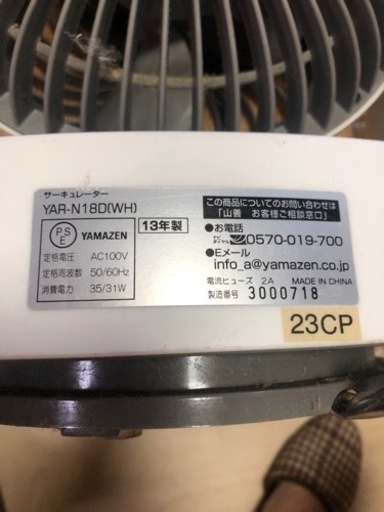 サーキュレーター
YAR-N18D(WH)
PS
E
YAMAZEN
13年製
定格電圧 AC100V
定格周波数 50/60Hz
消費電力 35/31W
この商品についてのお問い合わせは
「山善 お客様ご相談窓口」
●お電話
0570-019-700
●Eメール
info_a@yamazen.co.jp
電流ヒューズ 2A MADE IN CHINA
製造番号 3000718
23CP